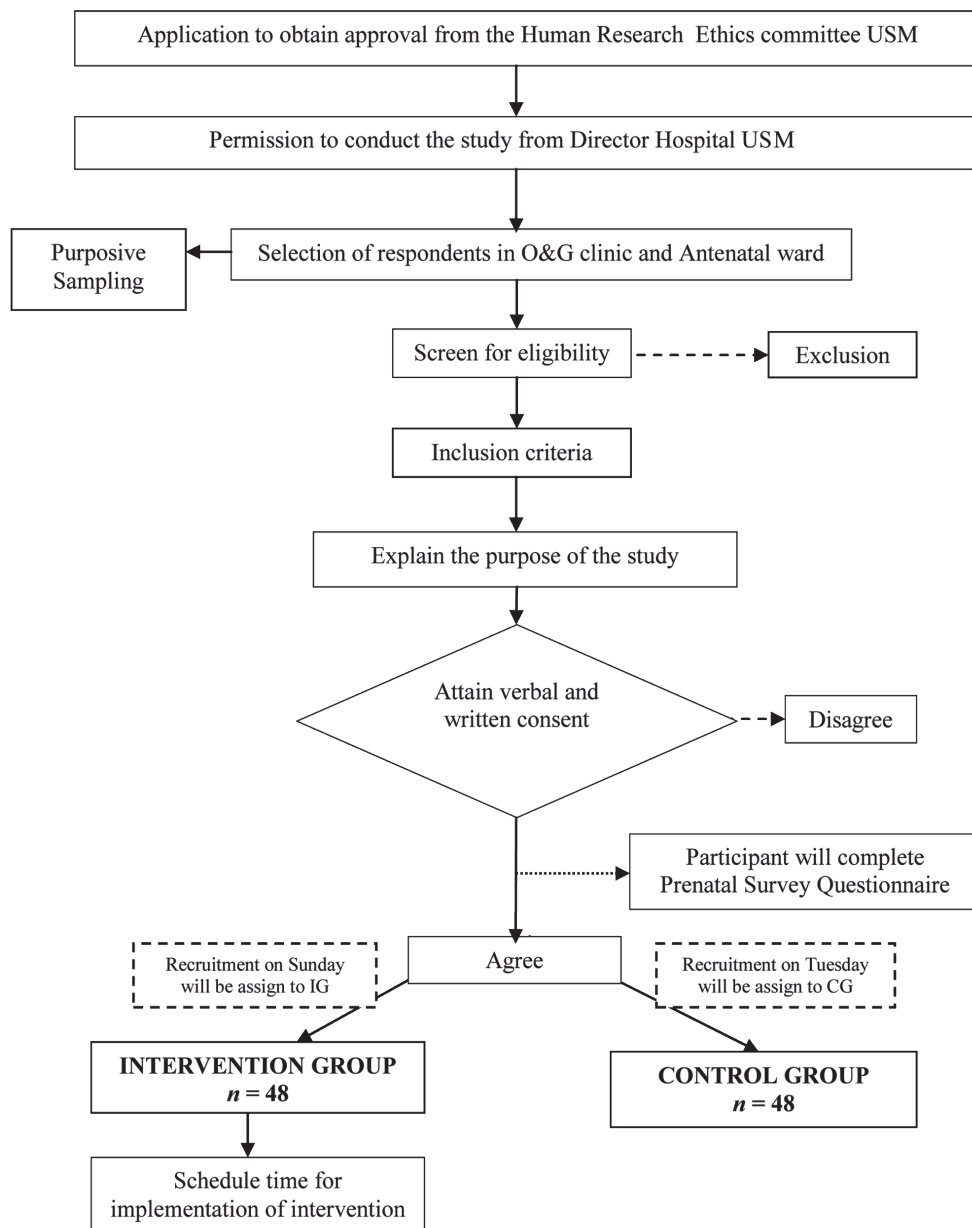 Application to obtain approval from the Human Research Ethics committee USM
Permission to conduct the study from Director Hospital USM
Purposive
Sampling
Selection of respondents in O&G clinic and Antenatal ward
Screen for eligibility
Exclusion
Inclusion criteria
Explain the purpose of the study
Attain verbal and
written consent
Disagree
Participant will complete
Prenatal Survey Questionnaire
Recruitment on Sunday
will be assign to IG
Agree
Recruitment on Tuesday
will be assign to CG
INTERVENTION GROUP
n = 48
CONTROL GROUP
n = 48
Schedule time for
implementation of intervention